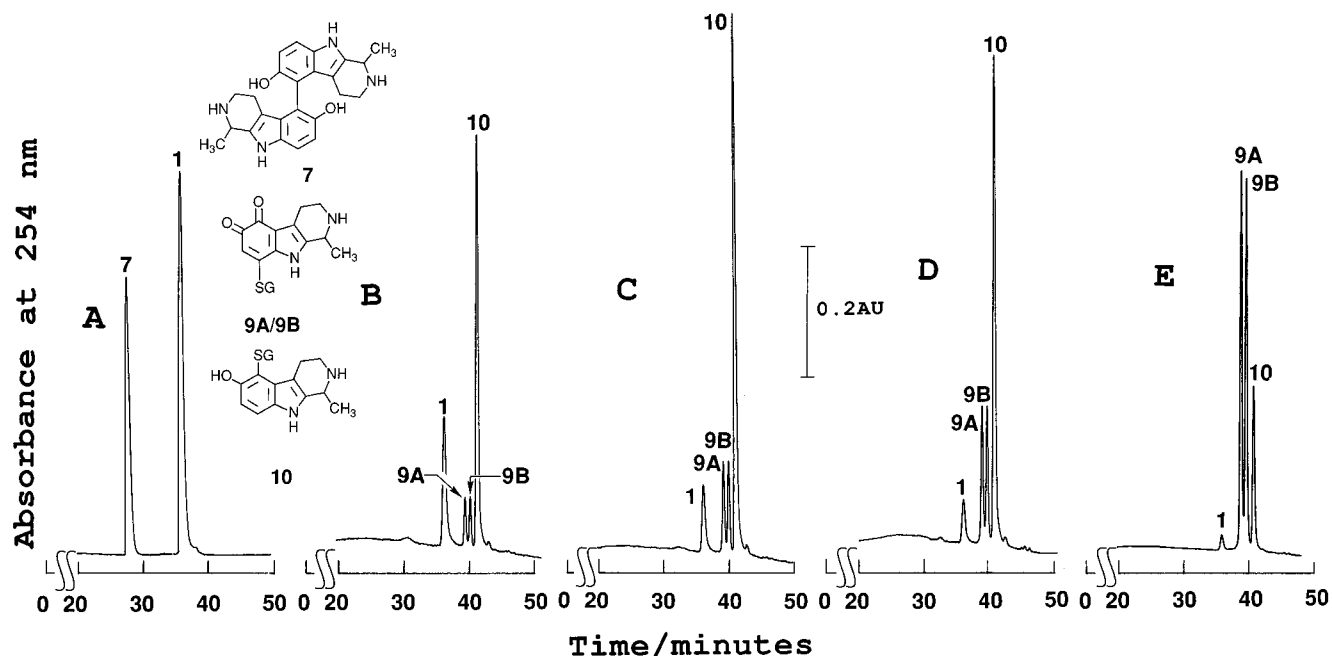 Absorbance at 254 nm
A
7
1
H
N
CH3
NH
HO
OH
HN
H3C
N
H
7
O
O
NH
N
H
CH3
SG
9A/9B
SG
HO
NH
N
H
CH3
10
B
1
9A
9B
10
C
1
9A
9B
10
0.2AU
D
1
9A
9B
10
E
1
9A
9B
10
0 20 30 40 50
0 20 30 40 50
0 20 30 40 50
0 20 30 40 50
0 20 30 40 50
Time/minutes